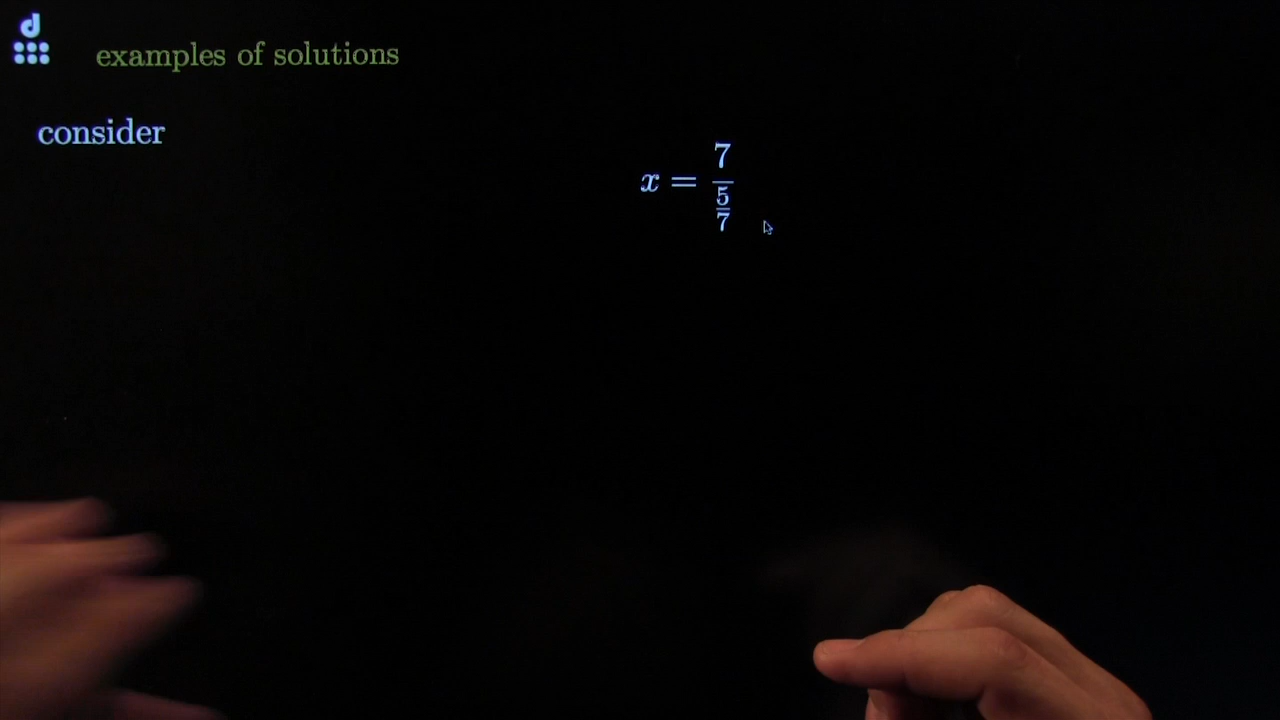 d
examples of solutions
consider
x = 7 / (5/7)